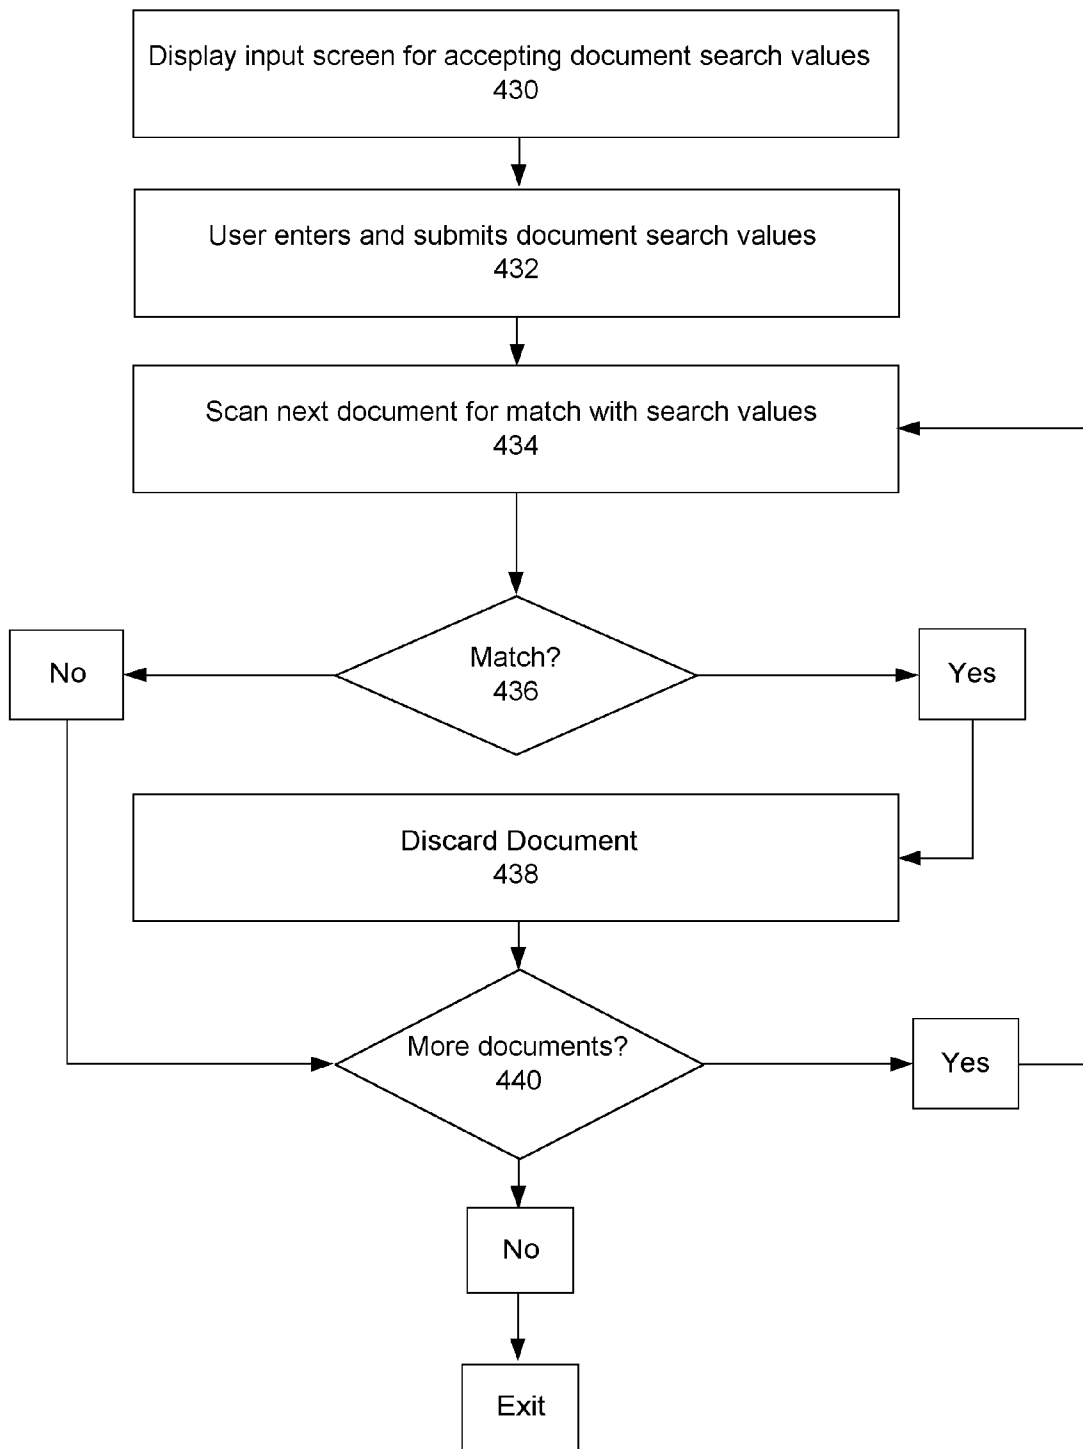 Display input screen for accepting document search values
430
User enters and submits document search values
432
Scan next document for match with search values
434
Match?
436
No
Yes
Discard Document
438
More documents?
440
Yes
No
Exit